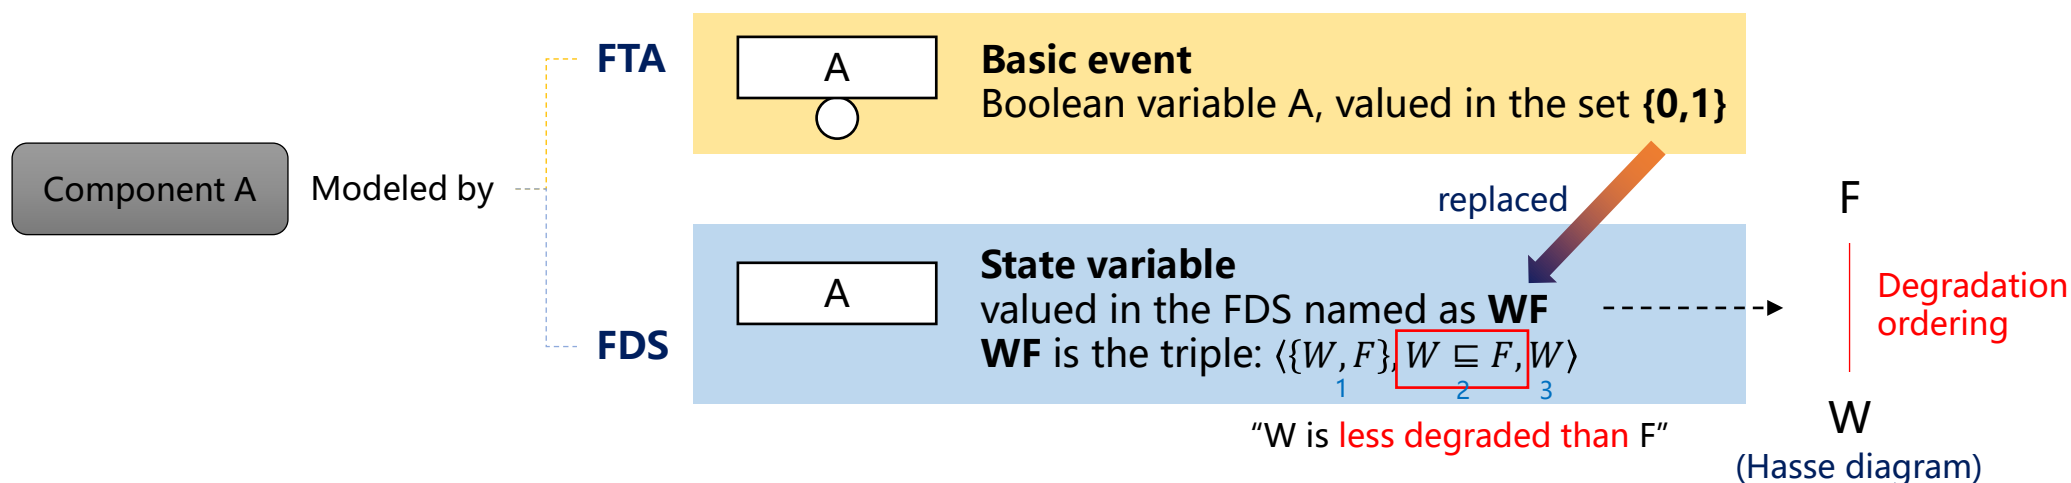 Component A
Modeled by
FTA
A
Basic event
Boolean variable A, valued in the set {0,1}
replaced
FDS
A
State variable
valued in the FDS named as WF
WF is the triple: ⟨{W, F}, W ⊑ F, W⟩
1 2 3
“W is less degraded than F”
F
Degradation
ordering
W
(Hasse diagram)